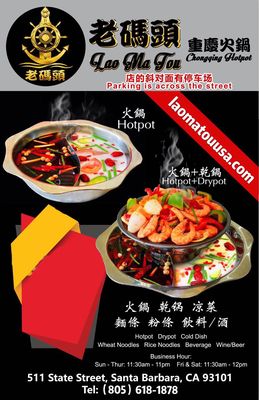 老碼頭
老碼頭
重慶火鍋
Lao Ma Tou
Chongqing Hotpot
店的斜对面有停车场
Parking is across the street
laomatouusa.com
火鍋
Hotpot
火鍋+乾鍋
Hotpot+Drypot
火鍋 乾锅 凉菜
麵條 粉條 飲料/酒
Hotpot Drypot Cold Dish
Wheat Noodles Rice Noodles Beverage Wine/Beer
Business Hour:
Sun - Thur: 11:30am - 11pm Fri & Sat: 11:30am - 12pm
511 State Street, Santa Barbara, CA 93101
Tel: (805) 618-1878